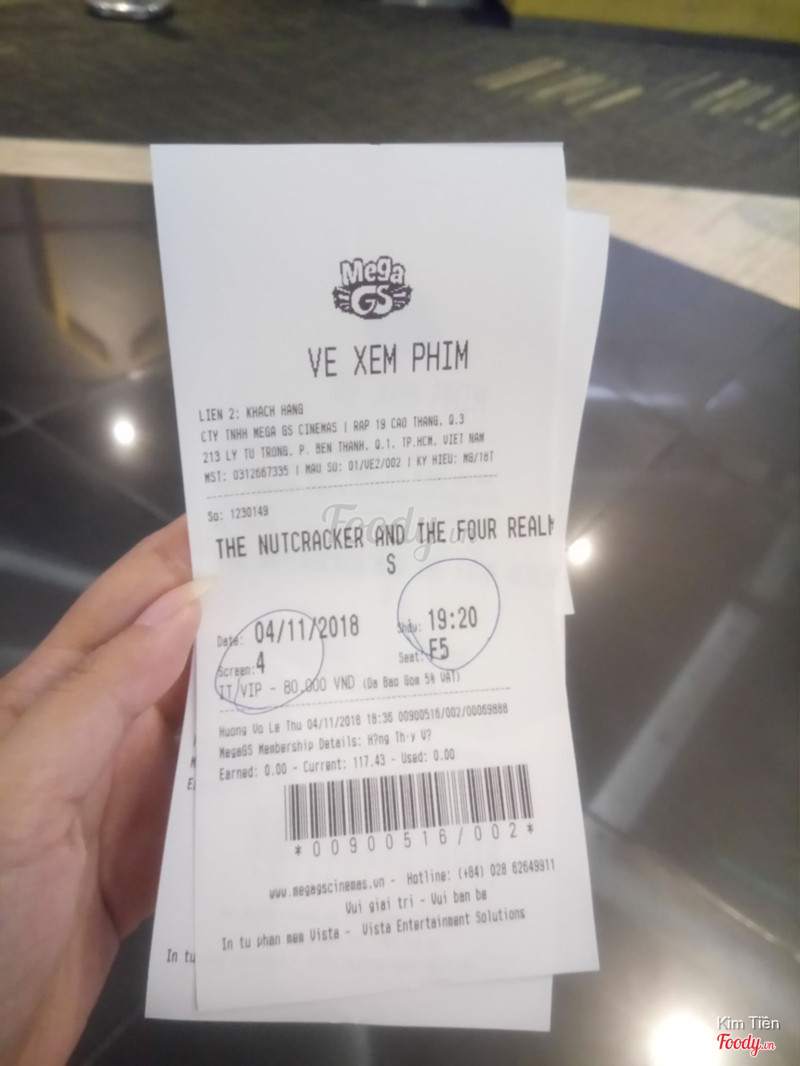 Mega
GS
VE XEM PHIM
LIEN 2: KHACH HANG
CTY TNHH MEGA GS CINEMAS | RAP 19 CAO THANG, Q.3
213 LY TU TRONG, P. BEN THANH, Q.1, TP.HCM, VIET NAM
MST: 0312667335 | MAU SO: 01/VE2/002 | KY HIEU: MG/18T
So: 1230149
THE NUTCRACKER AND THE FOUR REALM
S
Date: 04/11/2018 Show: 19:20
Screen: 4 Seat: F5
IT/VIP - 80.000 VND (Da Bao Gom 5% VAT)
Huong Vo Le Thu 04/11/2018 18:36 00900516/002/00069888
MegaGS Membership Details: H?ng Th·y V?
Earned: 0.00 - Current: 117.43 - Used: 0.00
*00900516/002*
www.megagscinemas.vn - Hotline: (+84) 028 62649911
Vui giai tri - Vui ban be
In tu phan mem Vista - Vista Entertainment Solutions
In tu
Foody.vn
Kim Tiền
Foody.vn